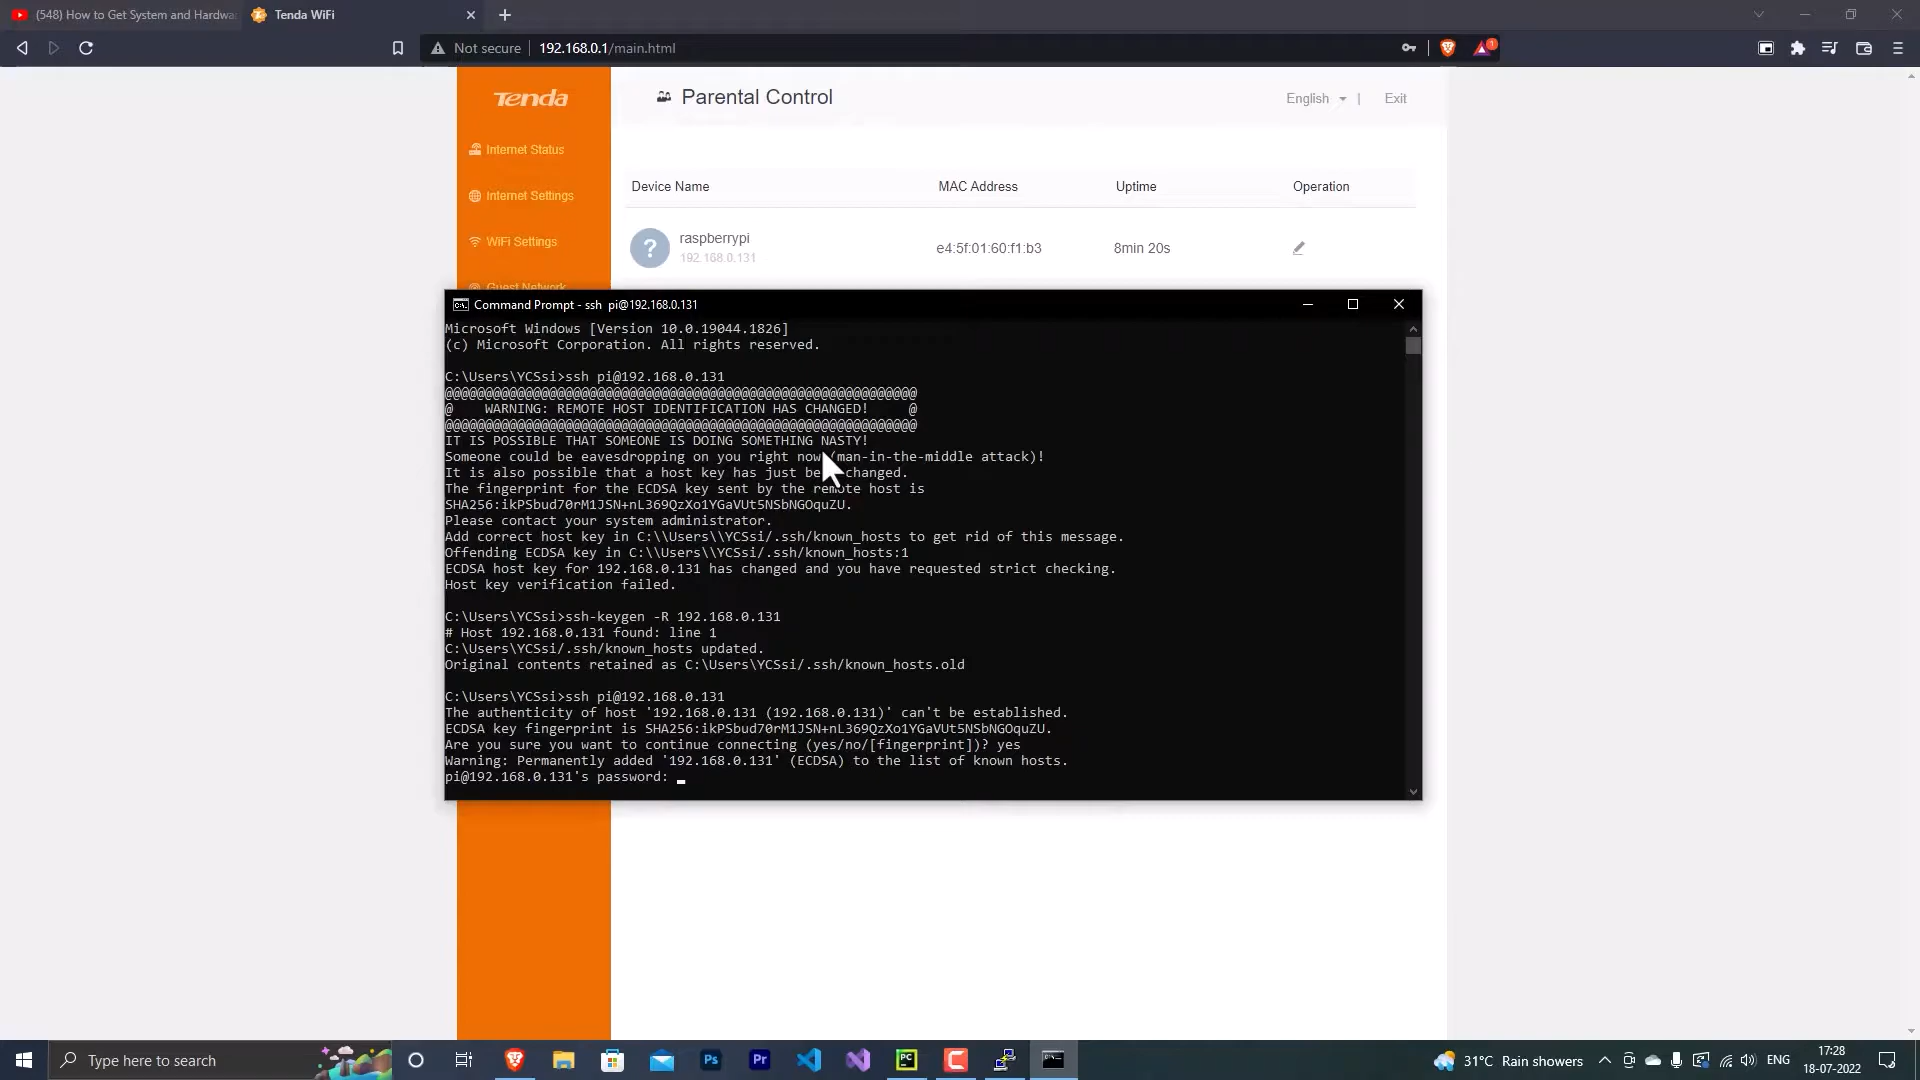 (548) How to Get System and Hardwa
Tenda WiFi
Not secure
192.168.0.1/main.html
1
Tenda
Parental Control
English
|
Exit
Internet Status
Internet Settings
WiFi Settings
Guest Network
Device Name
MAC Address
Uptime
Operation
?
raspberrypi
192.168.0.131
e4:5f:01:60:f1:b3
8min 20s
Command Prompt - ssh pi@192.168.0.131
Microsoft Windows [Version 10.0.19044.1826]
(c) Microsoft Corporation. All rights reserved.
C:\Users\YCSsi>ssh pi@192.168.0.131
@@@@@@@@@@@@@@@@@@@@@@@@@@@@@@@@@@@@@@@@@@@@@@@@@@@@@@@@@@@
@    WARNING: REMOTE HOST IDENTIFICATION HAS CHANGED!     @
@@@@@@@@@@@@@@@@@@@@@@@@@@@@@@@@@@@@@@@@@@@@@@@@@@@@@@@@@@@
IT IS POSSIBLE THAT SOMEONE IS DOING SOMETHING NASTY!
Someone could be eavesdropping on you right now (man-in-the-middle attack)!
It is also possible that a host key has just been changed.
The fingerprint for the ECDSA key sent by the remote host is
SHA256:ikPSbud70rM1JSN+nL369QzXo1YGaVUt5NSbNGOquZU.
Please contact your system administrator.
Add correct host key in C:\\Users\\YCSsi/.ssh/known_hosts to get rid of this message.
Offending ECDSA key in C:\\Users\\YCSsi/.ssh/known_hosts:1
ECDSA host key for 192.168.0.131 has changed and you have requested strict checking.
Host key verification failed.
C:\Users\YCSsi>ssh-keygen -R 192.168.0.131
# Host 192.168.0.131 found: line 1
C:\Users\YCSsi/.ssh/known_hosts updated.
Original contents retained as C:\Users\YCSsi/.ssh/known_hosts.old
C:\Users\YCSsi>ssh pi@192.168.0.131
The authenticity of host '192.168.0.131 (192.168.0.131)' can't be established.
ECDSA key fingerprint is SHA256:ikPSbud70rM1JSN+nL369QzXo1YGaVUt5NSbNGOquZU.
Are you sure you want to continue connecting (yes/no/[fingerprint])? yes
Warning: Permanently added '192.168.0.131' (ECDSA) to the list of known hosts.
pi@192.168.0.131's password:
Type here to search
Ps
Pr
PC
31°C Rain showers
ENG
17:28
18-07-2022